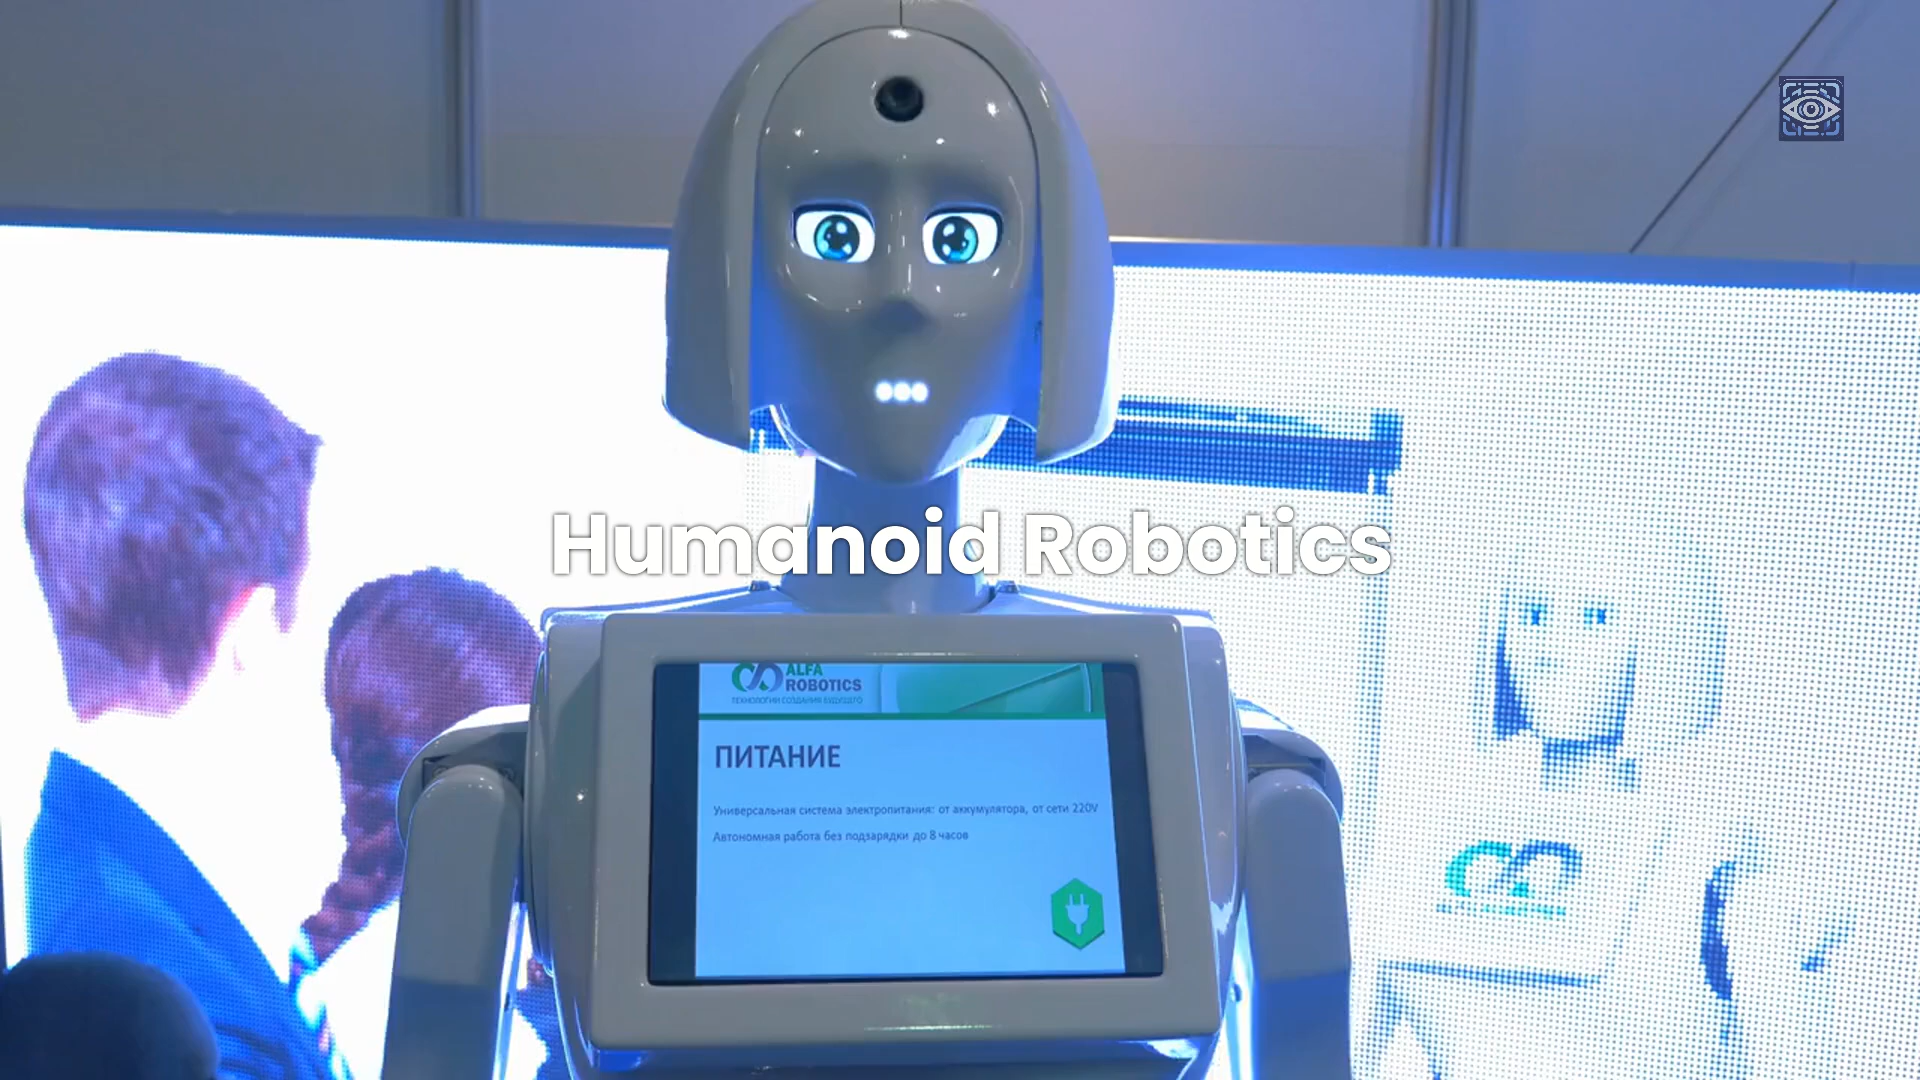 Humanoid Robotics
ALFA
ROBOTICS
ТЕХНОЛОГИИ СОЗДАНИЯ БУДУЩЕГО
ПИТАНИЕ
Универсальная система электропитания: от аккумулятора, от сети 220V
Автономная работа без подзарядки до 8 часов